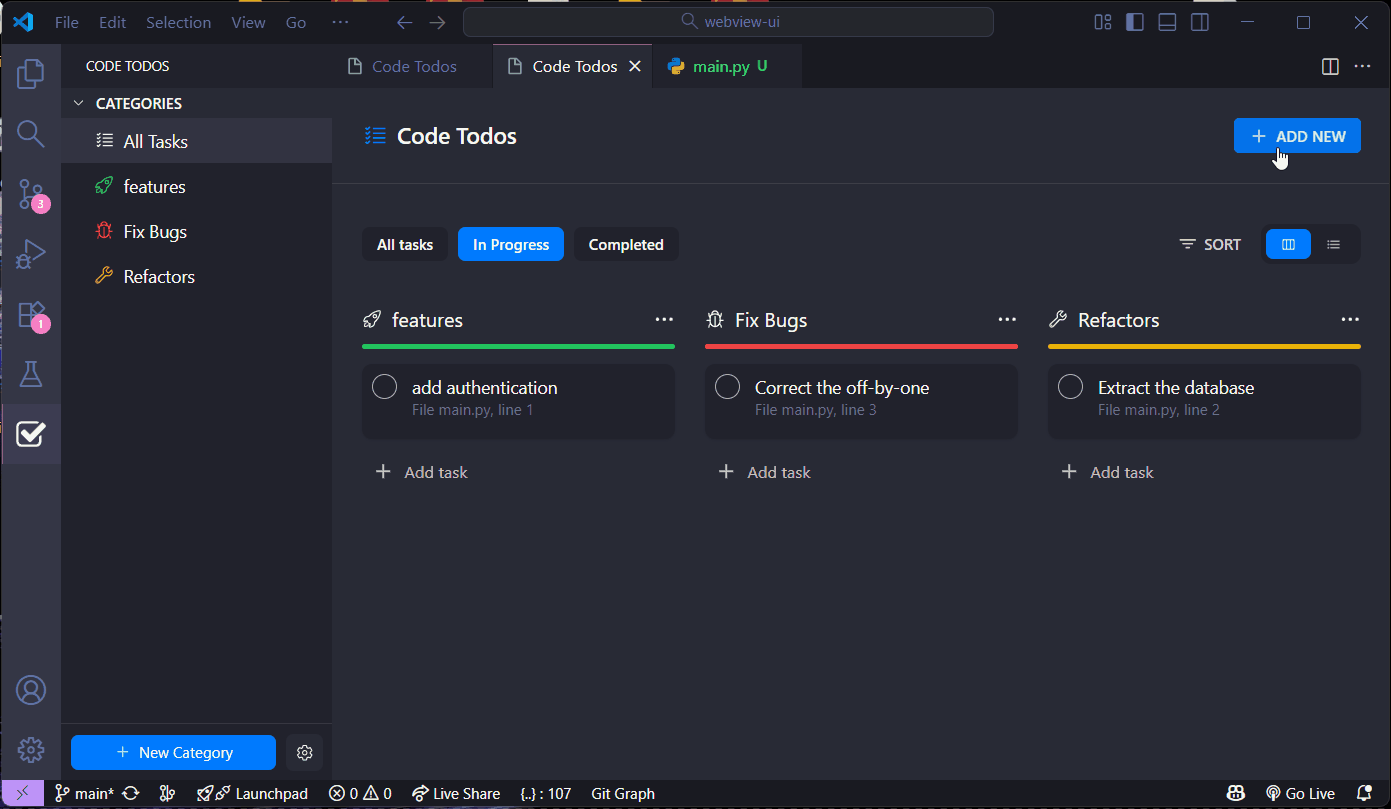 File Edit Selection View Go ··· webview-ui
CODE TODOS
Code Todos
Code Todos
main.py U
CATEGORIES
All Tasks
features
Fix Bugs
Refactors
3
1
Code Todos
ADD NEW
All tasks In Progress Completed
SORT
features
Fix Bugs
Refactors
add authentication
File main.py, line 1
Correct the off-by-one
File main.py, line 3
Extract the database
File main.py, line 2
+ Add task
+ Add task
+ Add task
+ New Category
main* Launchpad 0 0 Live Share {..} : 107 Git Graph Go Live